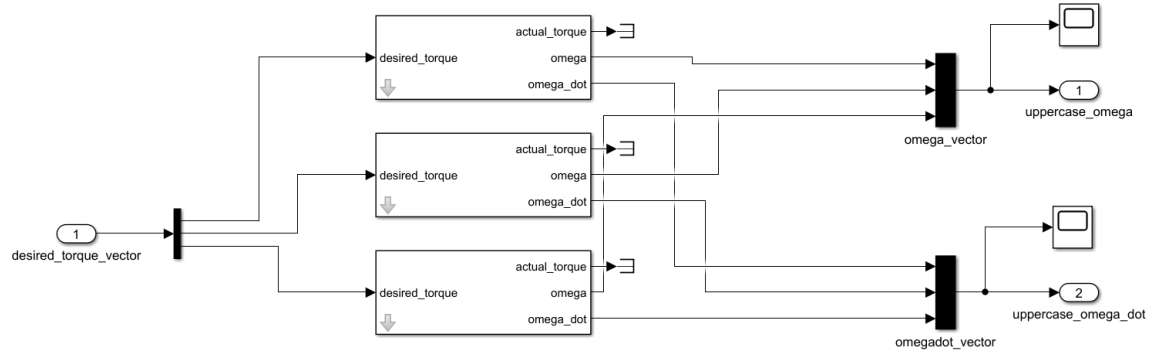 actual_torque
desired_torque
omega
omega_dot
1
uppercase_omega
omega_vector
actual_torque
desired_torque
omega
omega_dot
1
desired_torque_vector
actual_torque
desired_torque
omega
omega_dot
2
uppercase_omega_dot
omegadot_vector